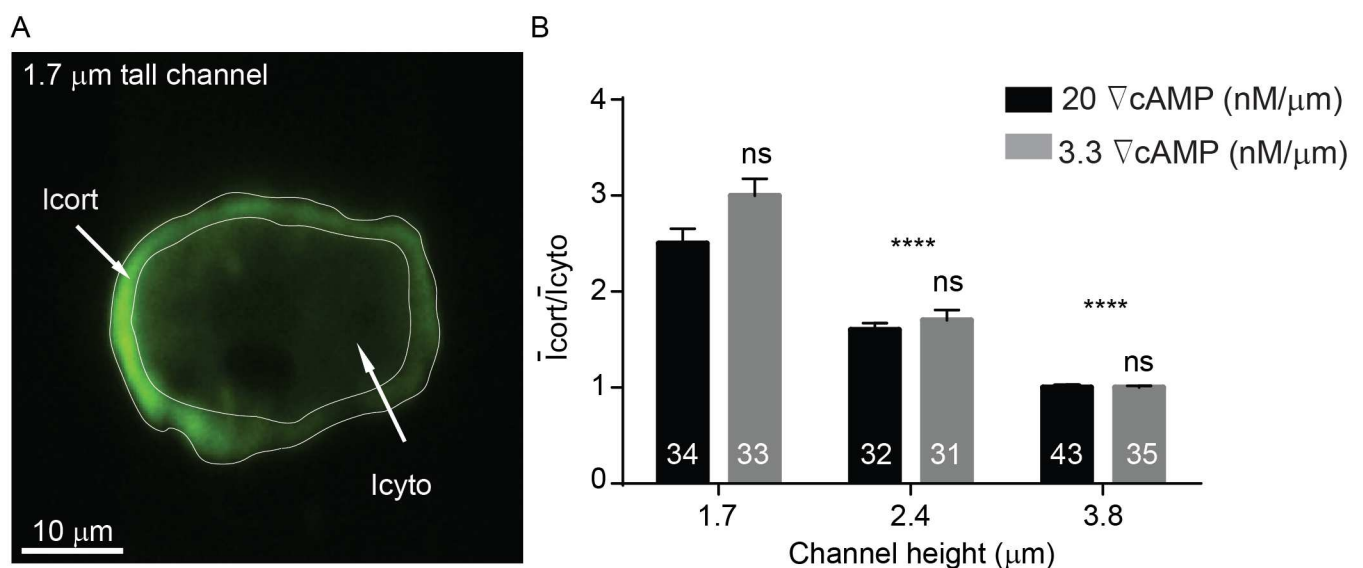 A
1.7 μm tall channel
Icort
Icyto
10 μm
B
20 ∇cAMP (nM/μm)
3.3 ∇cAMP (nM/μm)
Īcort/Īcyto
4
3
2
1
0
ns
**** 
ns
****
ns
34 33 32 31 43 35
1.7 2.4 3.8
Channel height (μm)